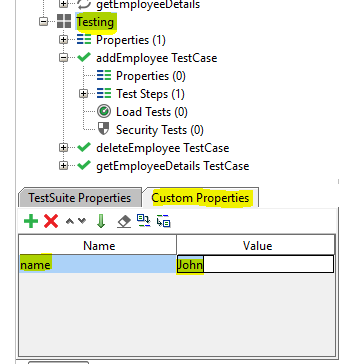 getEmployeeDetails
Testing
Properties (1)
addEmployee TestCase
Properties (0)
Test Steps (1)
Load Tests (0)
Security Tests (0)
deleteEmployee TestCase
getEmployeeDetails TestCase
TestSuite Properties Custom Properties
Name Value
name John